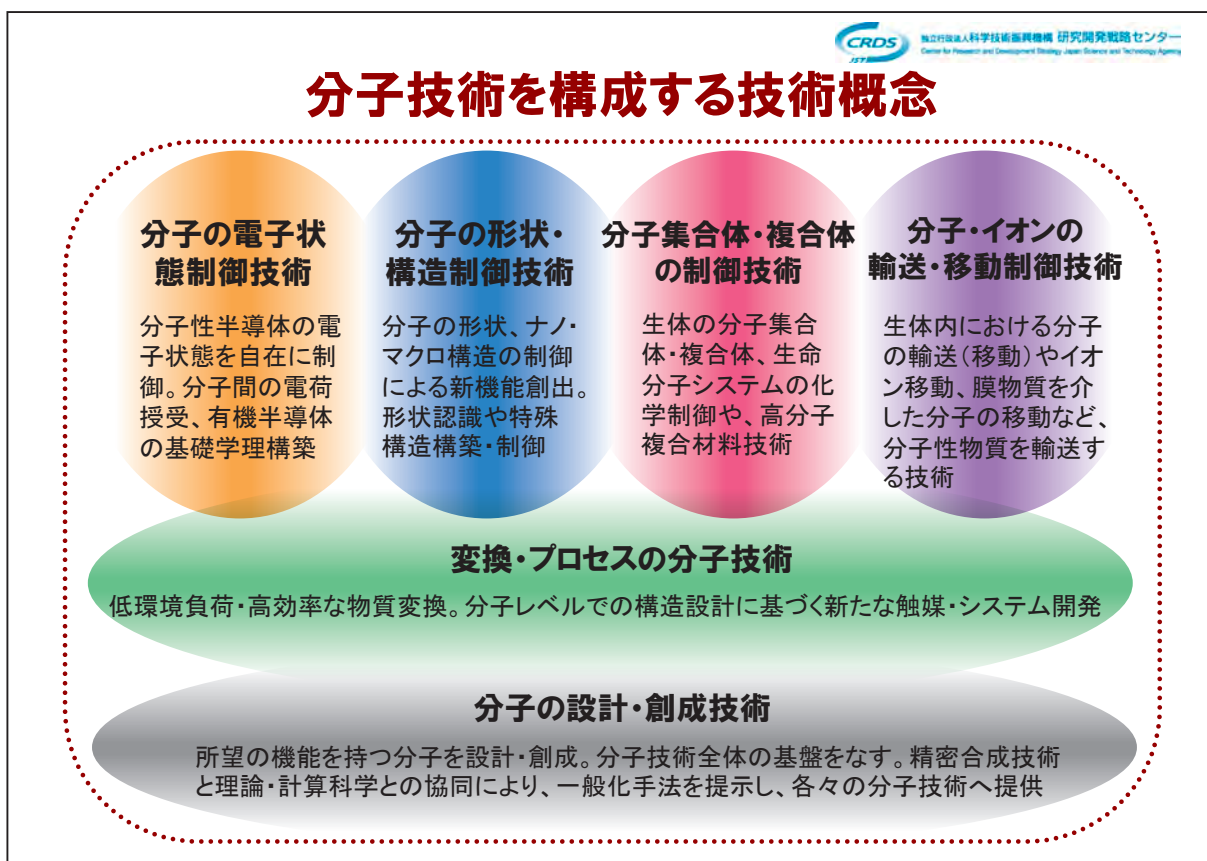 CRDS
JST
独立行政法人科学技術振興機構 研究開発戦略センター
Center for Research and Development Strategy Japan Science and Technology Agency
分子技術を構成する技術概念
分子の電子状
態制御技術
分子性半導体の電
子状態を自在に制
御。分子間の電荷
授受、有機半導体
の基礎学理構築
分子の形状・
構造制御技術
分子の形状、ナノ・
マクロ構造の制御
による新機能創出。
形状認識や特殊
構造構築・制御
分子集合体・複合体
の制御技術
生体の分子集合
体・複合体、生命
分子システムの化
学制御や、高分子
複合材料技術
分子・イオンの
輸送・移動制御技術
生体内における分子
の輸送（移動）やイオ
ン移動、膜物質を介
した分子の移動など、
分子性物質を輸送す
る技術
変換・プロセスの分子技術
低環境負荷・高効率な物質変換。分子レベルでの構造設計に基づく新たな触媒・システム開発
分子の設計・創成技術
所望の機能を持つ分子を設計・創成。分子技術全体の基盤をなす。精密合成技術
と理論・計算科学との協同により、一般化手法を提示し、各々の分子技術へ提供